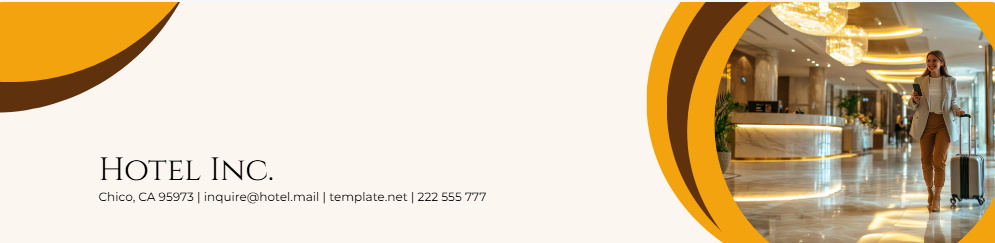 Hotel Inc.
Chico, CA 95973 | inquire@hotel.mail | template.net | 222 555 777